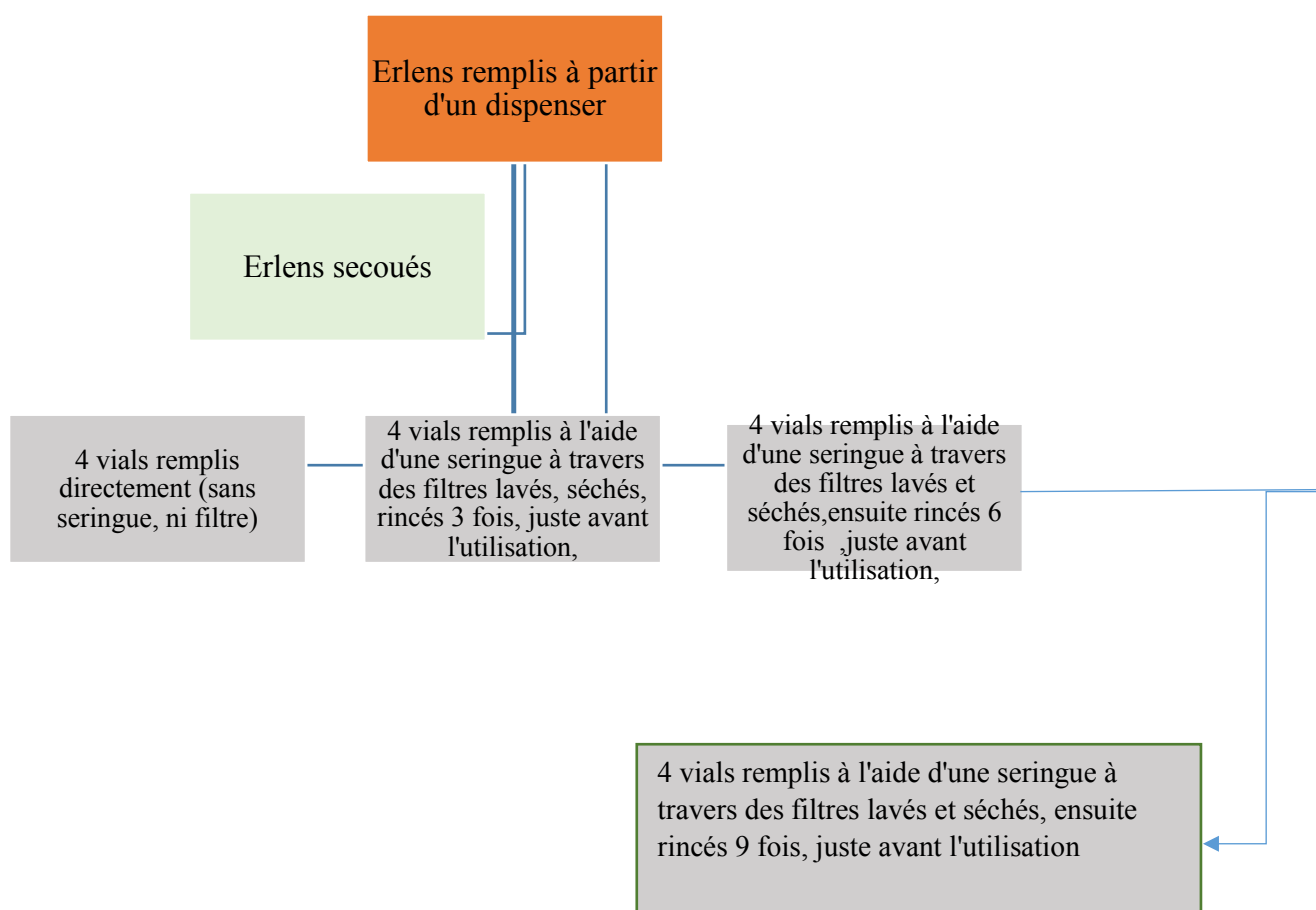 Erlens remplis à partir
d'un dispenser
Erlens secoués
4 vials remplis
directement (sans
seringue, ni filtre)
4 vials remplis à l'aide
d'une seringue à travers
des filtres lavés, séchés,
rincés 3 fois, juste avant
l'utilisation,
4 vials remplis à l'aide
d'une seringue à travers
des filtres lavés et
séchés,ensuite rincés 6
fois ,juste avant
l'utilisation,
4 vials remplis à l'aide d'une seringue à
travers des filtres lavés et séchés, ensuite
rincés 9 fois, juste avant l'utilisation